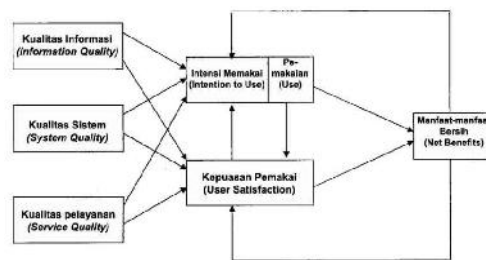 Kualitas Informasi
(Information Quality)
Intensi Memakai
(Intention to Use)
Pe-
makaian
(Use)
Kualitas Sistem
(System Quality)
Manfaat-manfaat
Bersih
(Net Benefits)
Kepuasan Pemakai
(User Satisfaction)
Kualitas pelayanan
(Service Quality)